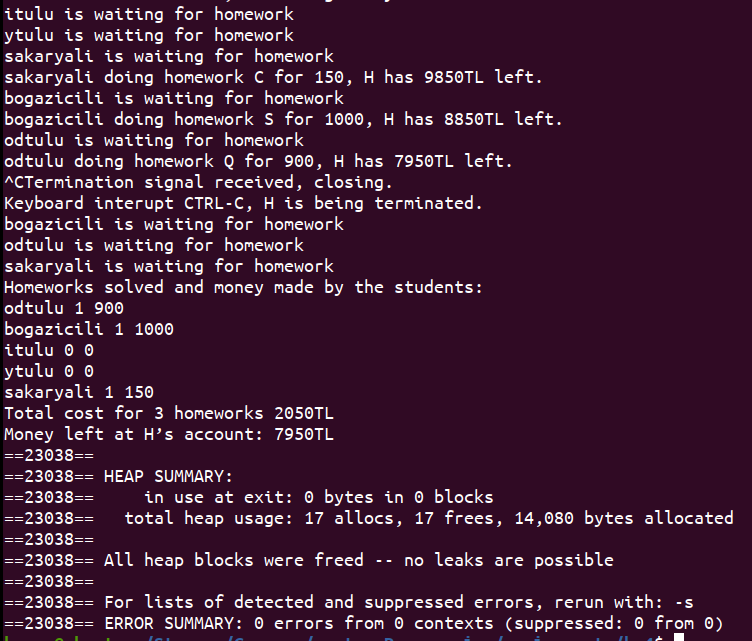 itulu is waiting for homework
ytulu is waiting for homework
sakaryali is waiting for homework
sakaryali doing homework C for 150, H has 9850TL left.
bogazicili is waiting for homework
bogazicili doing homework S for 1000, H has 8850TL left.
odtulu is waiting for homework
odtulu doing homework Q for 900, H has 7950TL left.
^CTermination signal received, closing.
Keyboard interupt CTRL-C, H is being terminated.
bogazicili is waiting for homework
odtulu is waiting for homework
sakaryali is waiting for homework
Homeworks solved and money made by the students:
odtulu 1 900
bogazicili 1 1000
itulu 0 0
ytulu 0 0
sakaryali 1 150
Total cost for 3 homeworks 2050TL
Money left at H’s account: 7950TL
==23038==
==23038== HEAP SUMMARY:
==23038==     in use at exit: 0 bytes in 0 blocks
==23038==   total heap usage: 17 allocs, 17 frees, 14,080 bytes allocated
==23038==
==23038== All heap blocks were freed -- no leaks are possible
==23038==
==23038== For lists of detected and suppressed errors, rerun with: -s
==23038== ERROR SUMMARY: 0 errors from 0 contexts (suppressed: 0 from 0)